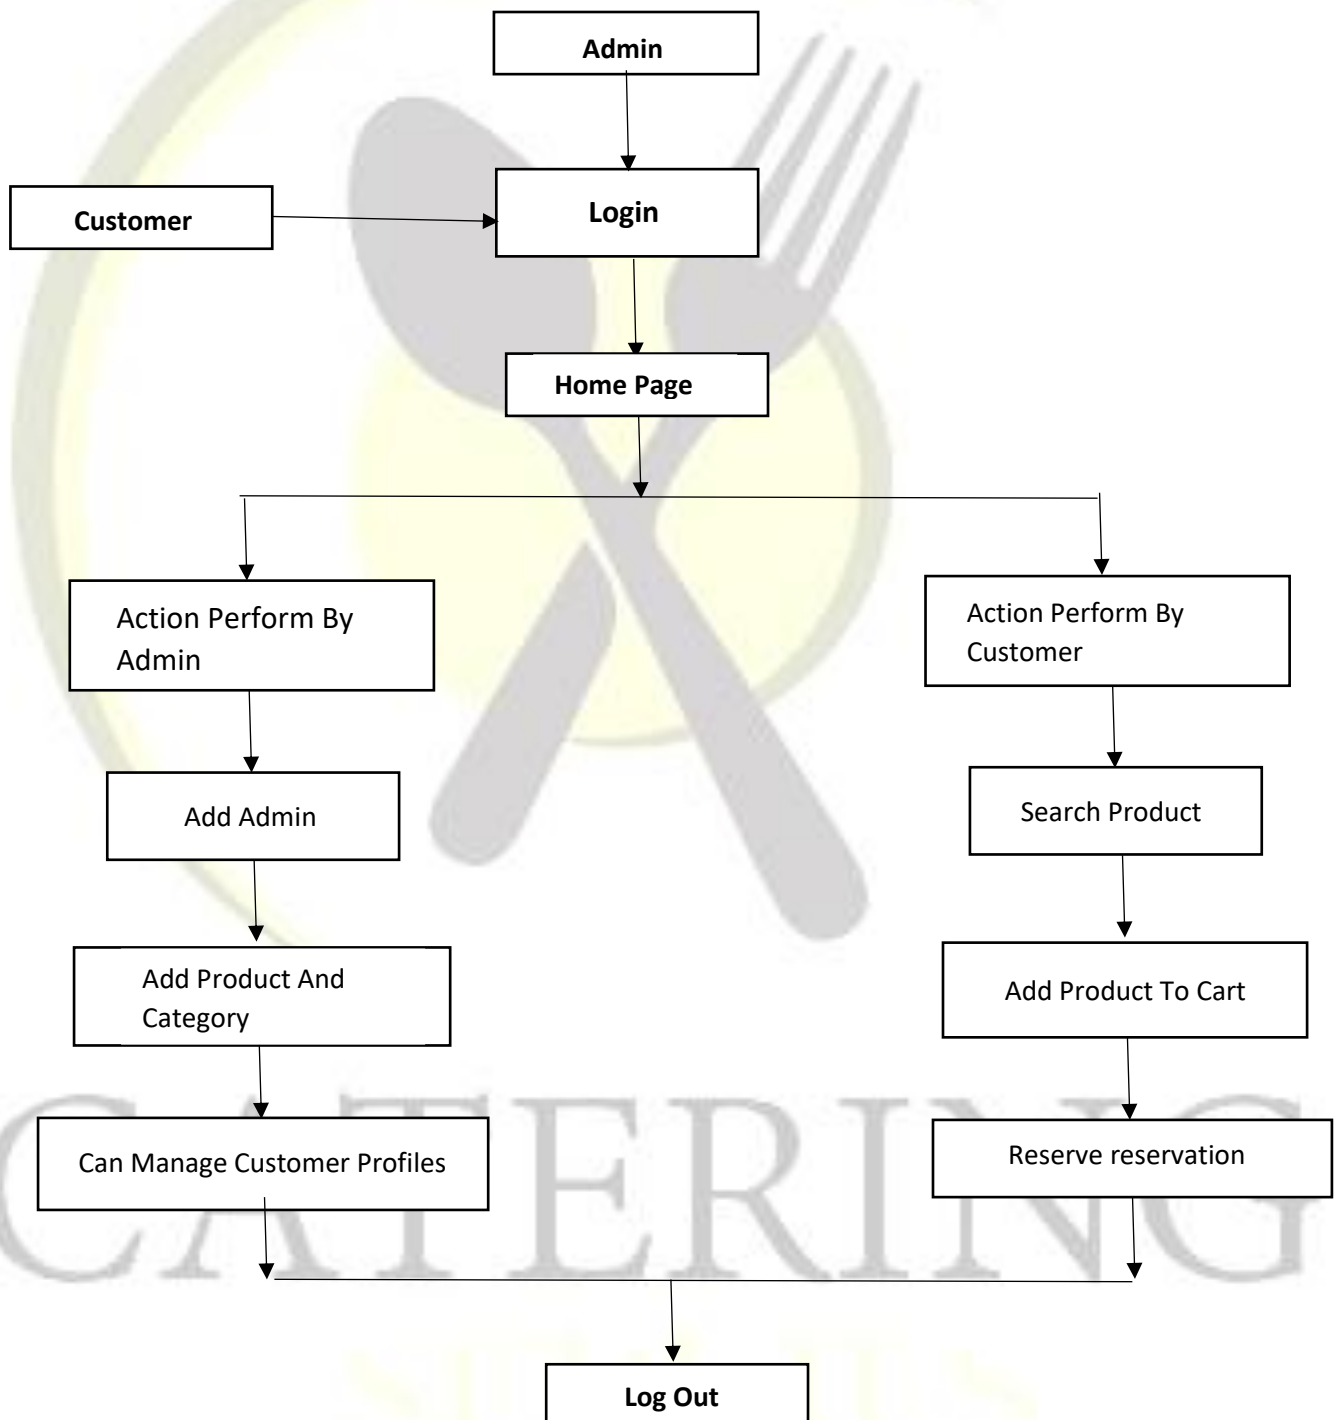 Admin
Customer
Login
Home Page
Action Perform By
Admin
Action Perform By
Customer
Add Admin
Search Product
Add Product And
Category
Add Product To Cart
CATERING
Can Manage Customer Profiles
Reserve reservation
Log Out